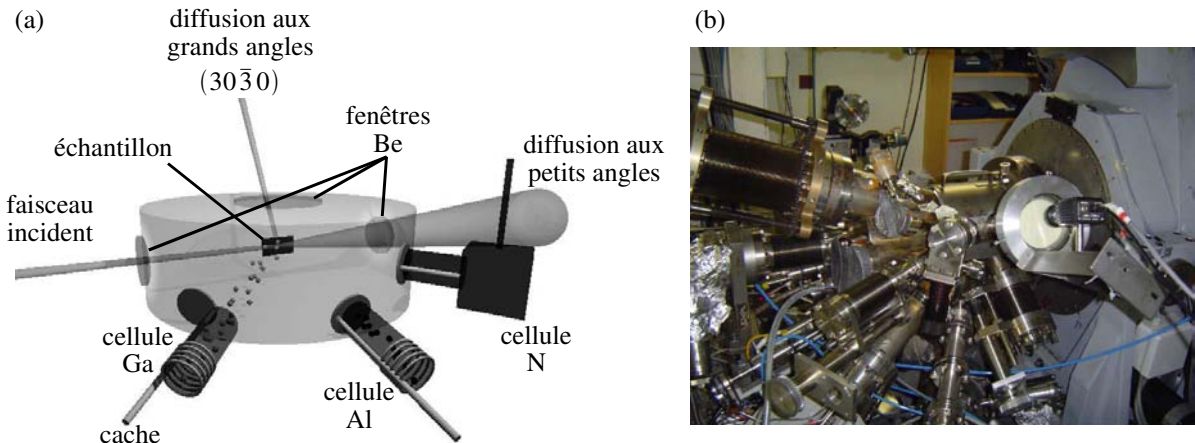 (a)
diffusion aux
grands angles
(30\bar{3}0)
échantillon
fenêtres
Be
diffusion aux
petits angles
faisceau
incident
cellule
Ga
cellule
Al
cellule
N
cache
(b)